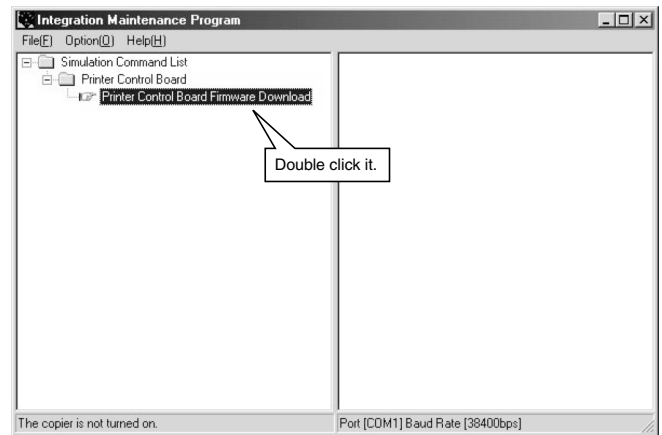 Integration Maintenance Program
File(F) Option(O) Help(H)
Simulation Command List
Printer Control Board
Printer Control Board Firmware Download
Double click it.
The copier is not turned on.
Port [COM1] Baud Rate [38400bps]